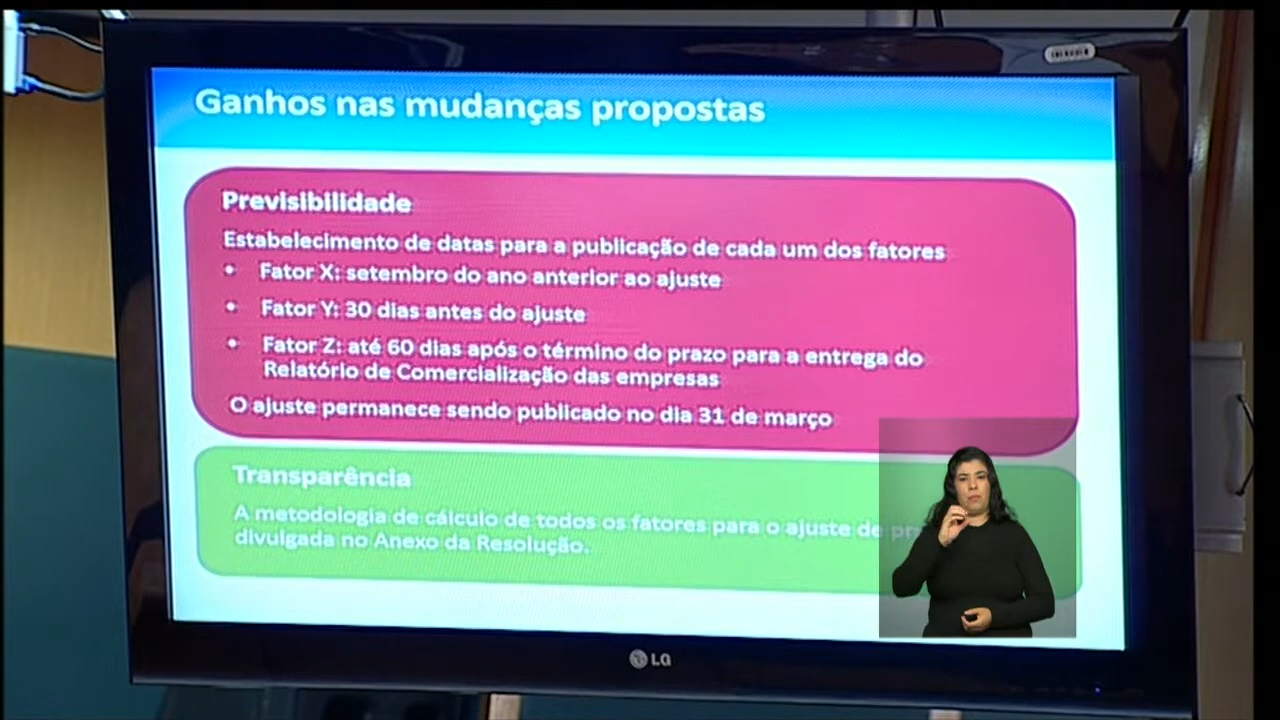 Ganhos nas mudanças propostas
Previsibilidade
Estabelecimento de datas para a publicação de cada um dos fatores
• Fator X: setembro do ano anterior ao ajuste
• Fator Y: 30 dias antes do ajuste
• Fator Z: até 60 dias após o término do prazo para a entrega do
Relatório de Comercialização das empresas
O ajuste permanece sendo publicado no dia 31 de março
Transparência
A metodologia de cálculo de todos os fatores para o ajuste de
divulgada no Anexo da Resolução.
LG